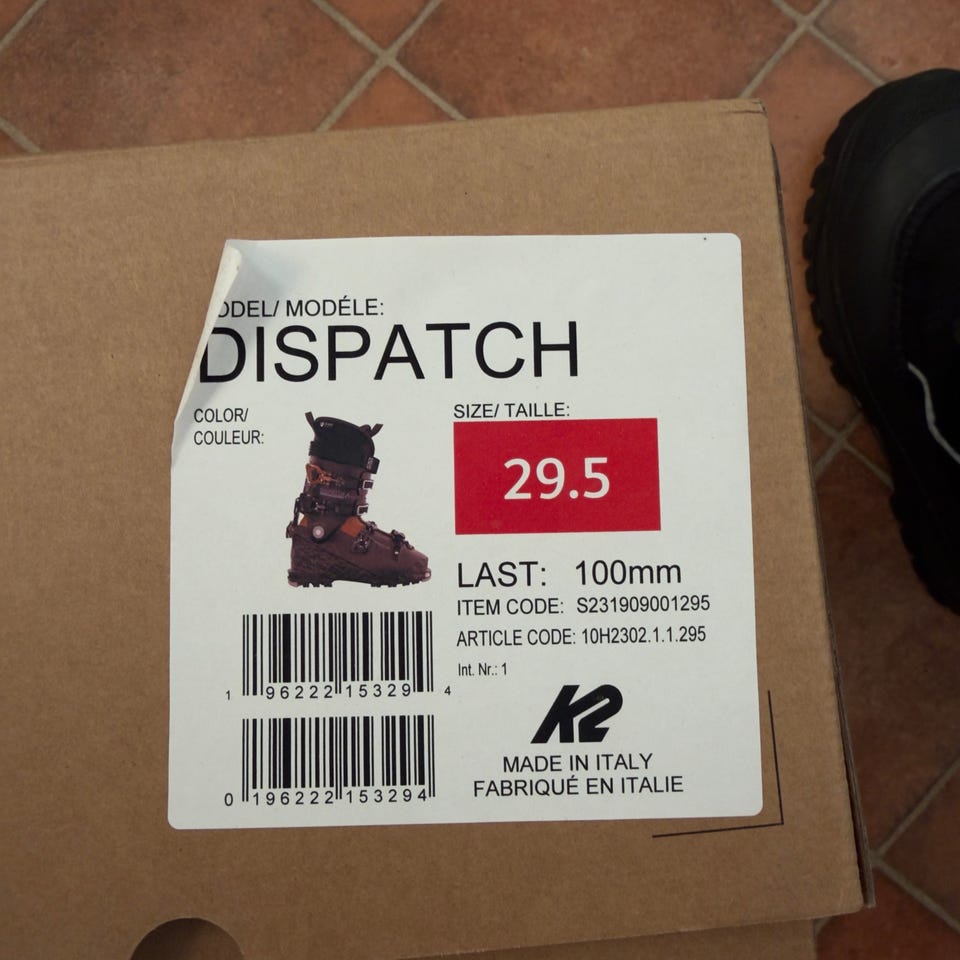 ODEL/ MODÉLE:
DISPATCH
COLOR/
COULEUR:
SIZE/ TAILLE:
29.5
LAST: 100mm
ITEM CODE: S231909001295
ARTICLE CODE: 10H2302.1.1.295
Int. Nr.: 1
1 96222 15329 4
0 196222 153294
K2
MADE IN ITALY
FABRIQUÉ EN ITALIE